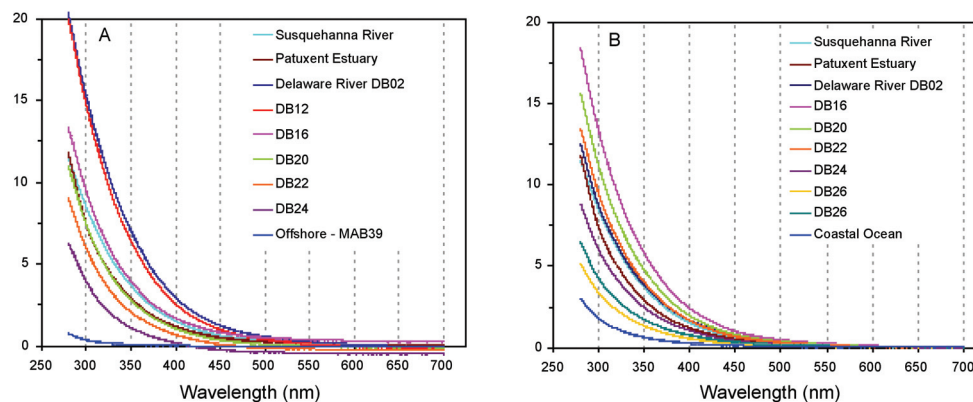 A
20
15
10
5
0
250 300 350 400 450 500 550 600 650 700
Wavelength (nm)
Susquehanna River
Patuxent Estuary
Delaware River DB02
DB12
DB16
DB20
DB22
DB24
Offshore - MAB39
B
20
15
10
5
0
250 300 350 400 450 500 550 600 650 700
Wavelength (nm)
Susquehanna River
Patuxent Estuary
Delaware River DB02
DB16
DB20
DB22
DB24
DB26
DB26
Coastal Ocean